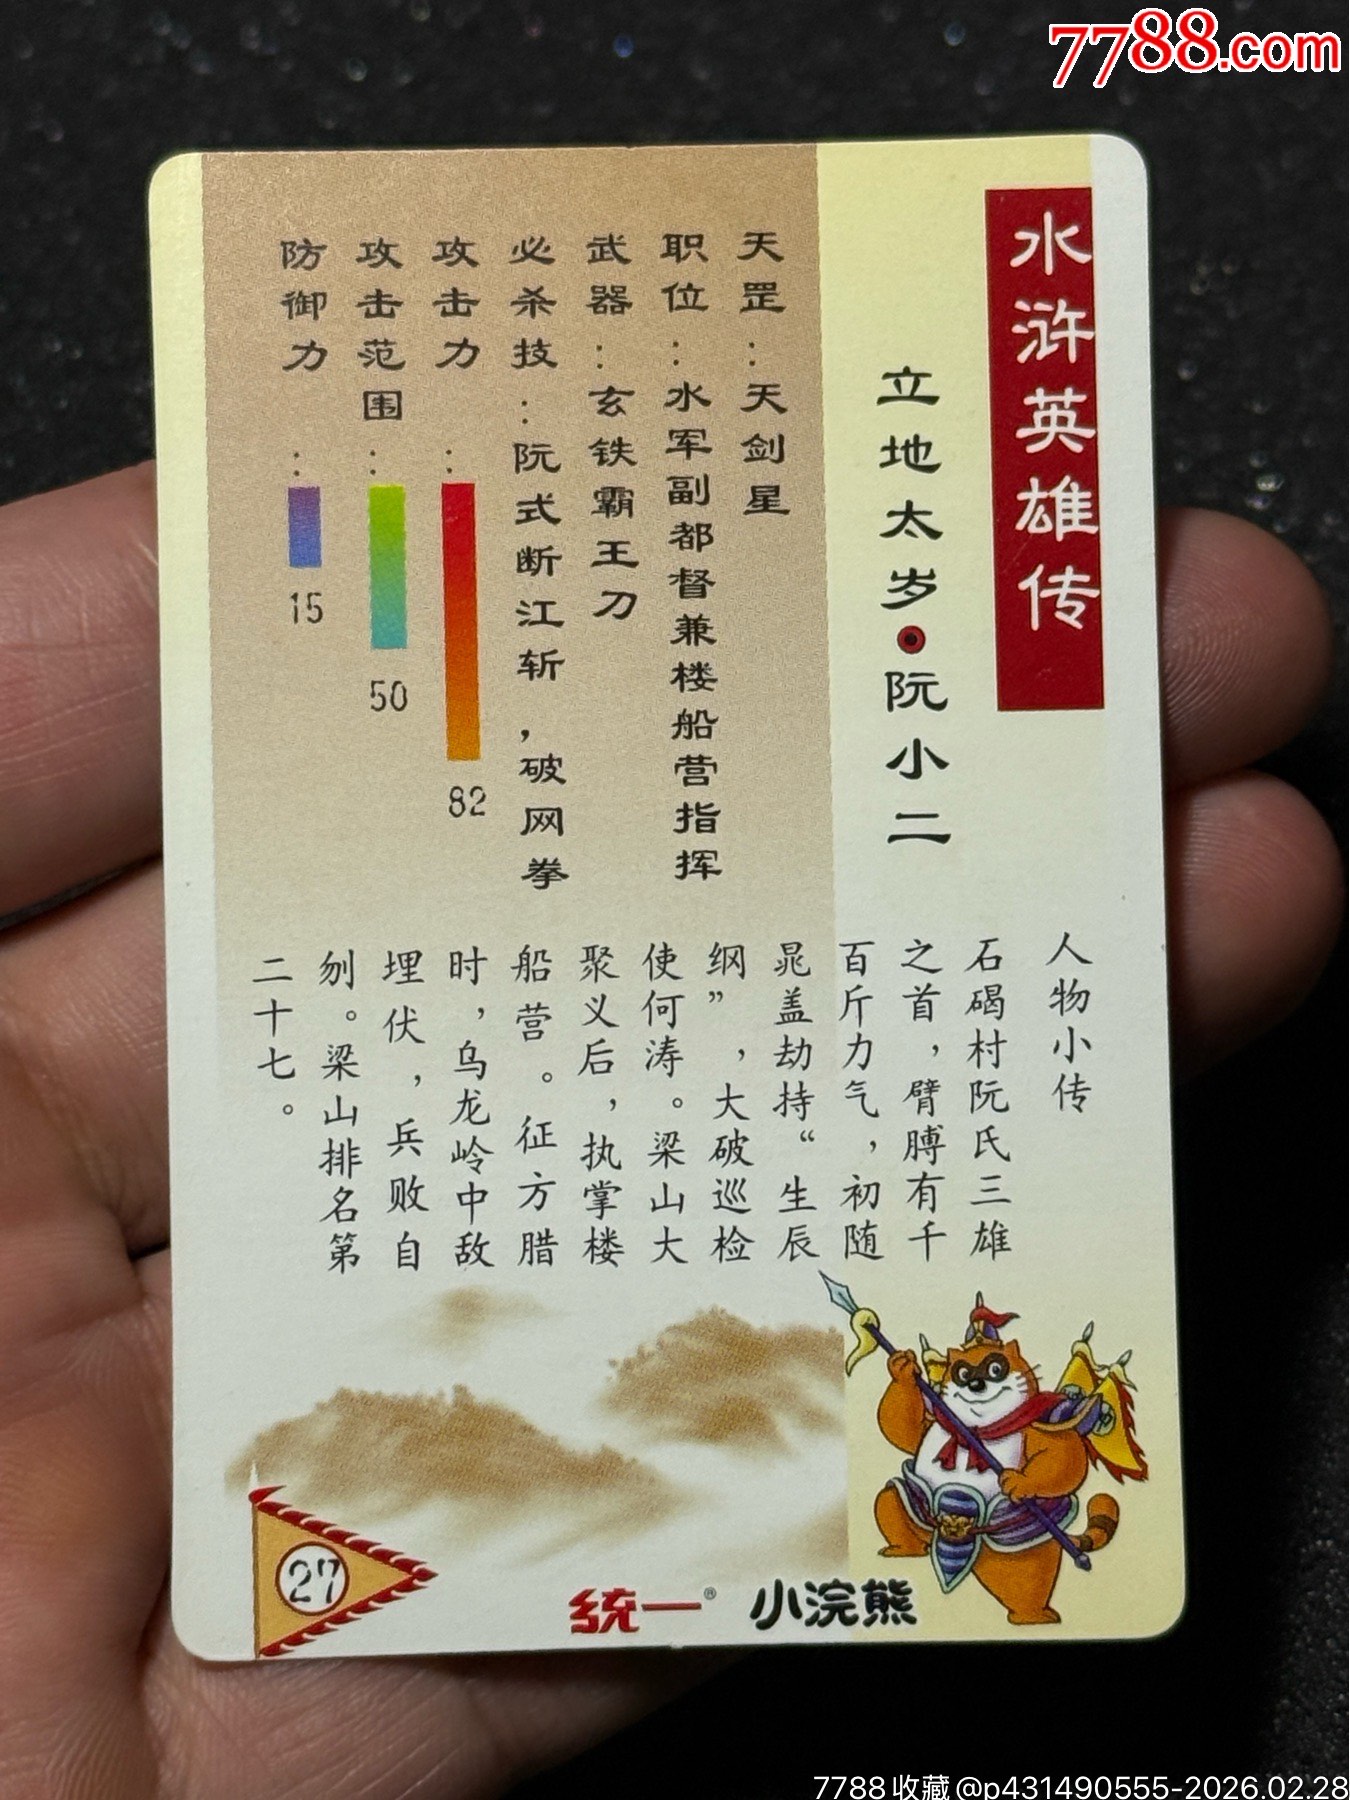 7788.com
水浒英雄传
立地太岁●阮小二
天罡:天剑星
职位:水军副都督兼楼船营指挥
武器:玄铁霸王刀
必杀技:阮式断江斩,破网拳
攻击力:82
攻击范围:50
防御力:15
人物小传
石碣村阮氏三雄
之首,臂膊有千
百斤力气,初随
晁盖劫持“生辰
纲”,大破巡检
使何涛。梁山大
聚义后,执掌楼
船营。征方腊
时,乌龙岭中敌
埋伏,兵败自
刎。梁山排名第
二十七。
27
统一®
小浣熊
7788收藏@p431490555-2026.02.28